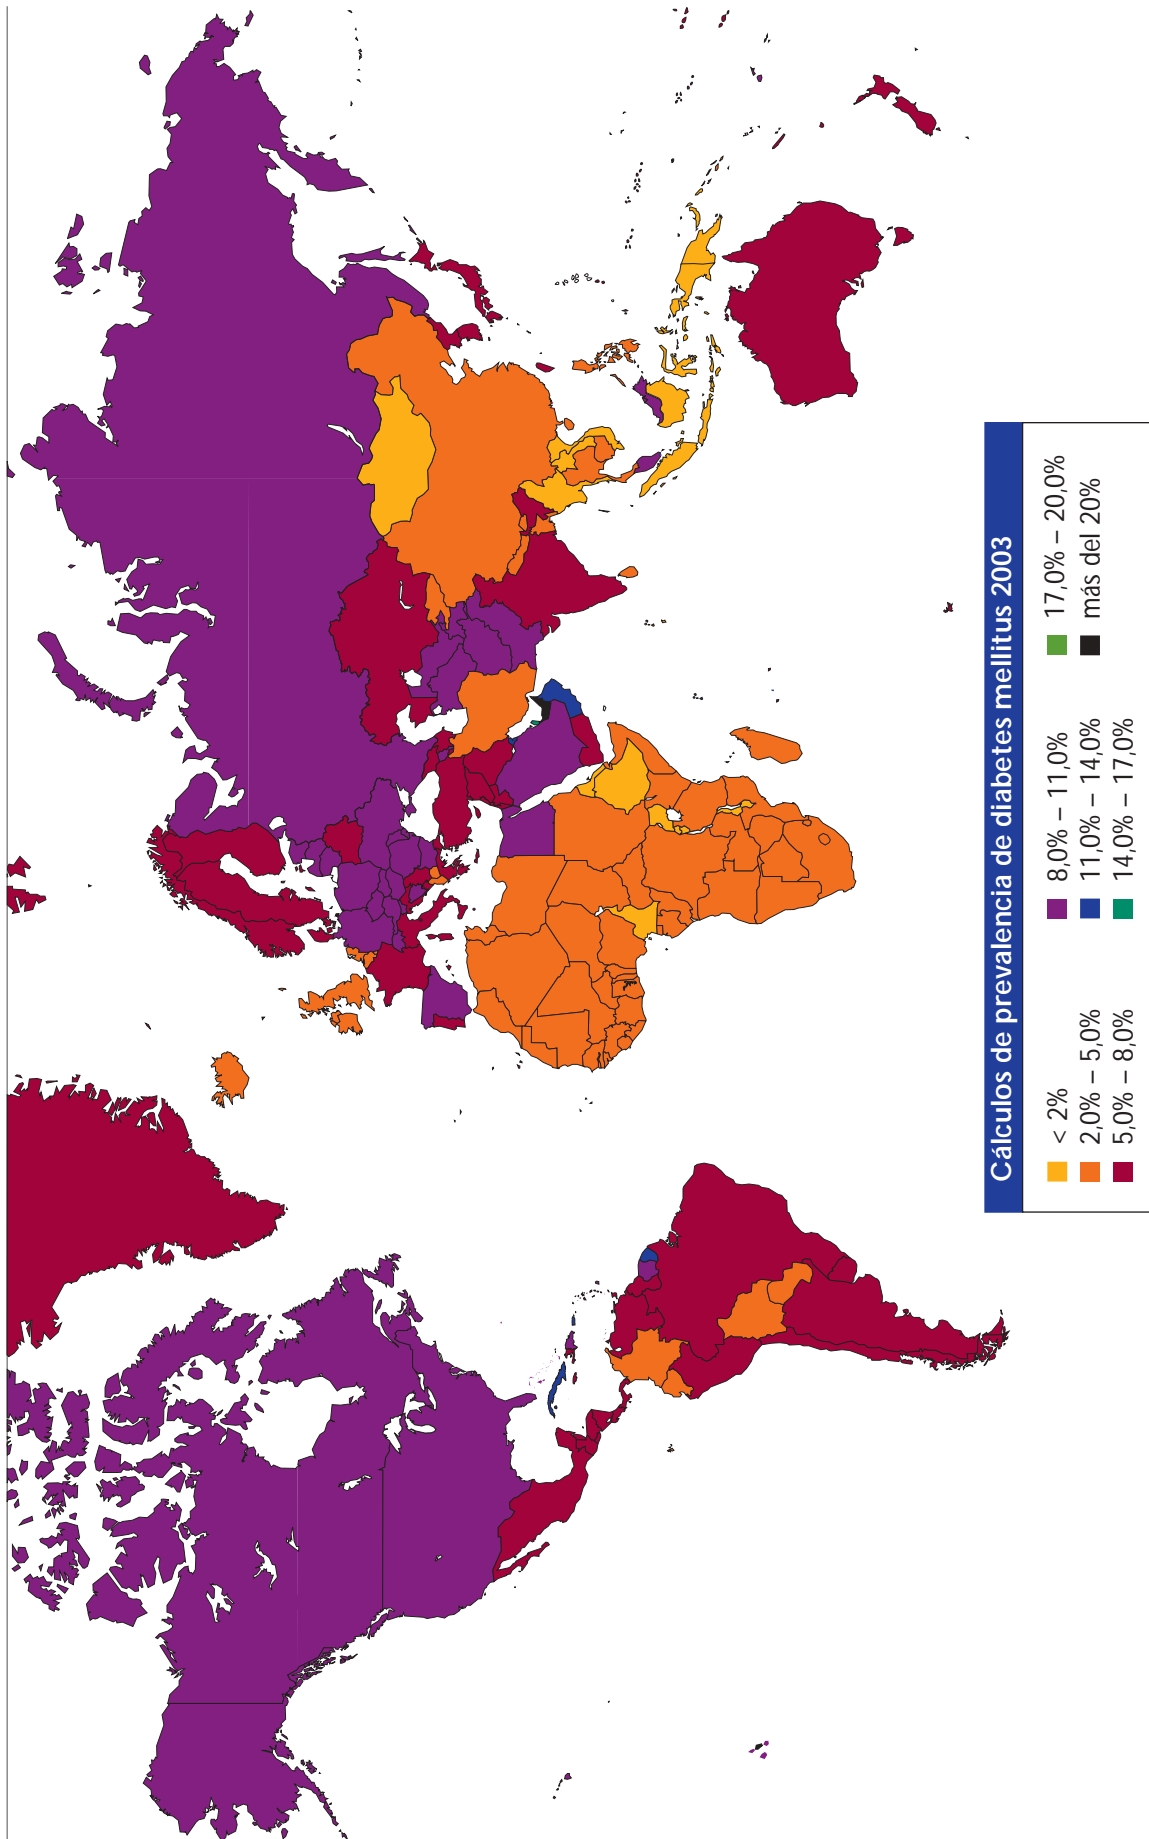 Cálculos de prevalencia de diabetes mellitus 2003
< 2%
2,0% – 5,0%
5,0% – 8,0%
8,0% – 11,0%
11,0% – 14,0%
14,0% – 17,0%
17,0% – 20,0%
más del 20%